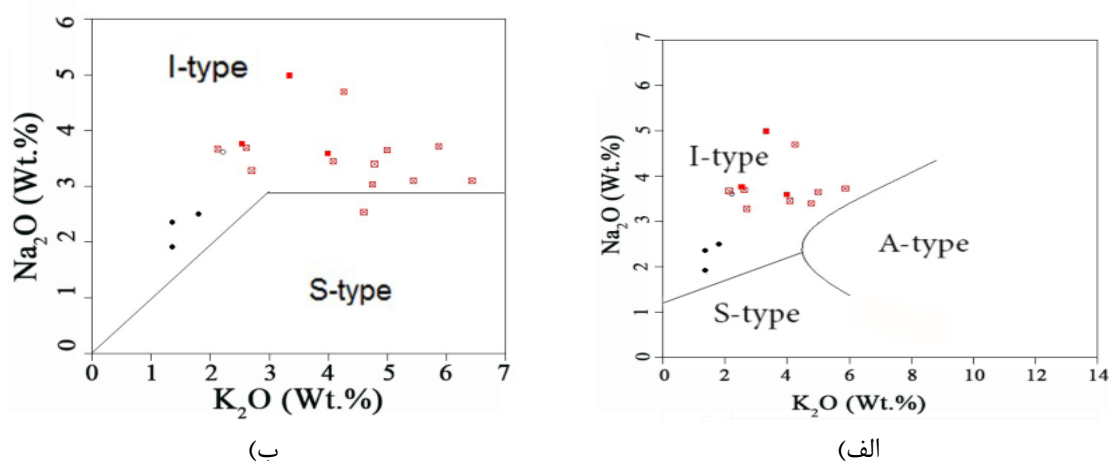 6
5
4
3
2
1
0
Na₂O (Wt.%)
I-type
S-type
0 1 2 3 4 5 6 7
K₂O (Wt.%)
ب)
7
6
5
4
3
2
1
0
Na₂O (Wt.%)
I-type
A-type
S-type
0 2 4 6 8 10 12 14
K₂O (Wt.%)
الف)